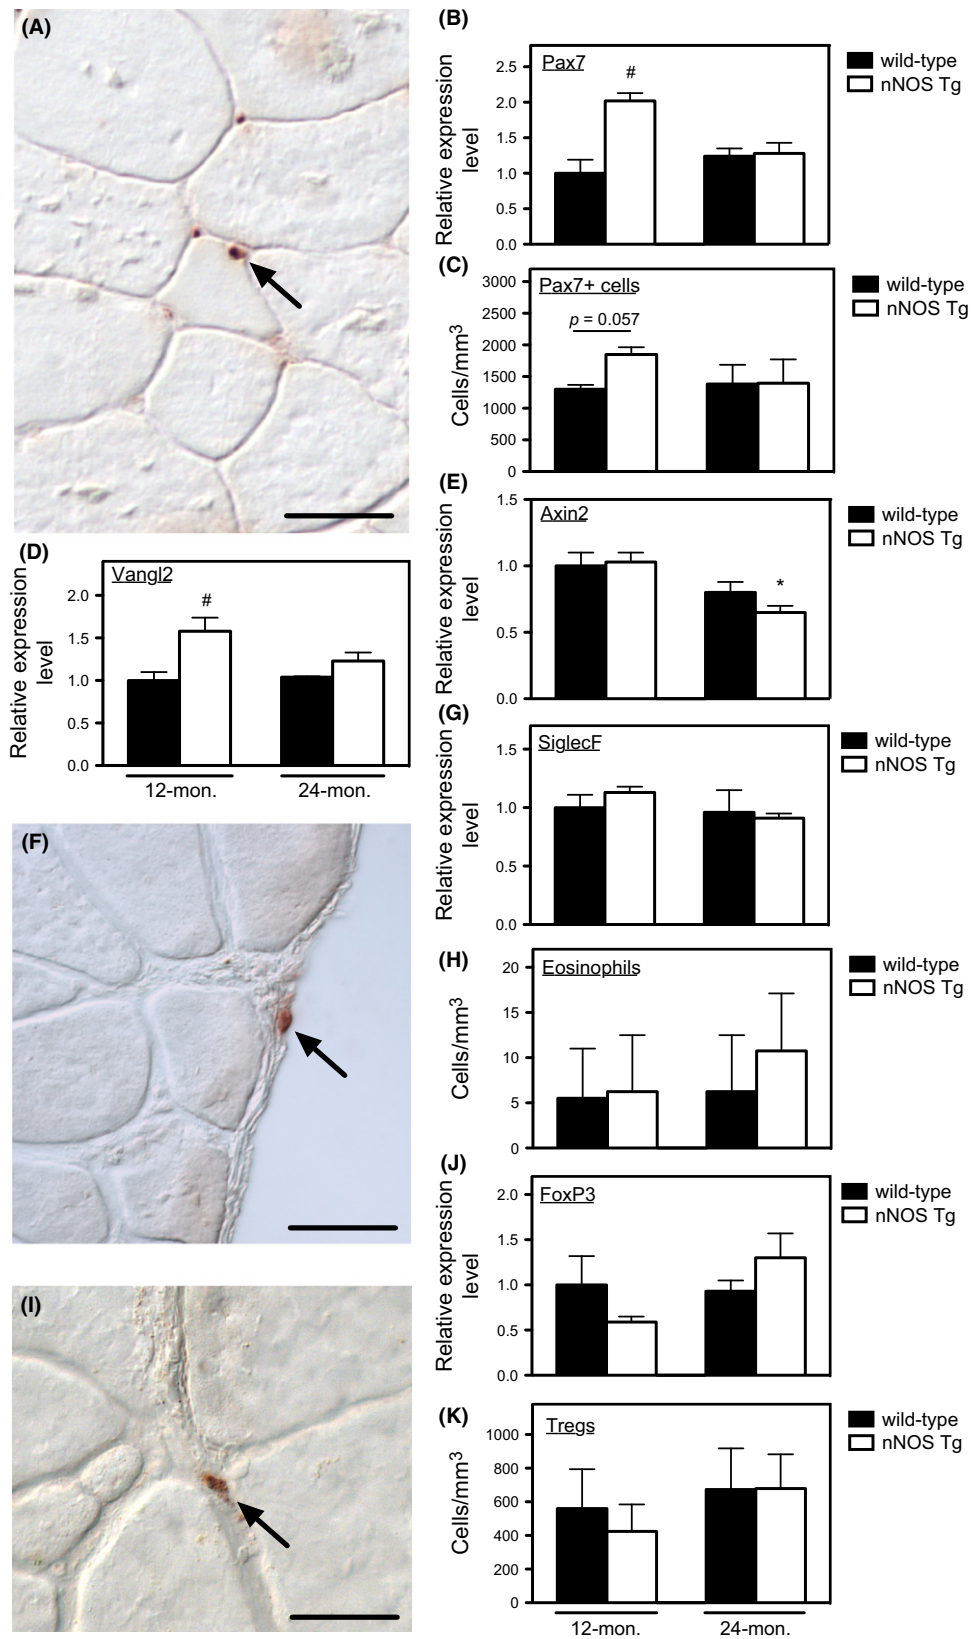 (A)
(B)
Pax7
#
2.5
2.0
1.5
1.0
0.5
0.0
Relative expression
level
wild-type
nNOS Tg
(C)
Pax7+ cells
p = 0.057
3000
2500
2000
1500
1000
500
0
Cells/mm3
wild-type
nNOS Tg
(D)
Vangl2
#
2.0
1.5
1.0
0.5
0.0
Relative expression
level
12-mon.
24-mon.
(E)
Axin2
*
1.5
1.0
0.5
0.0
Relative expression
level
wild-type
nNOS Tg
(F)
(G)
SiglecF
1.5
1.0
0.5
0.0
Relative expression
level
wild-type
nNOS Tg
(H)
Eosinophils
20
15
10
5
0
Cells/mm3
wild-type
nNOS Tg
(I)
(J)
FoxP3
2.0
1.5
1.0
0.5
0.0
Relative expression
level
wild-type
nNOS Tg
(K)
Tregs
1000
800
600
400
200
0
Cells/mm3
wild-type
nNOS Tg
12-mon.
24-mon.